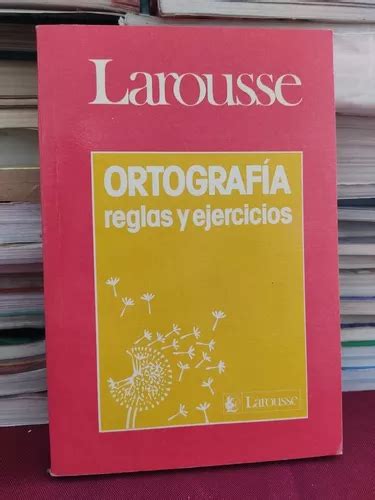 Larousse
ORTOGRAFÍA
reglas y ejercicios
Larousse